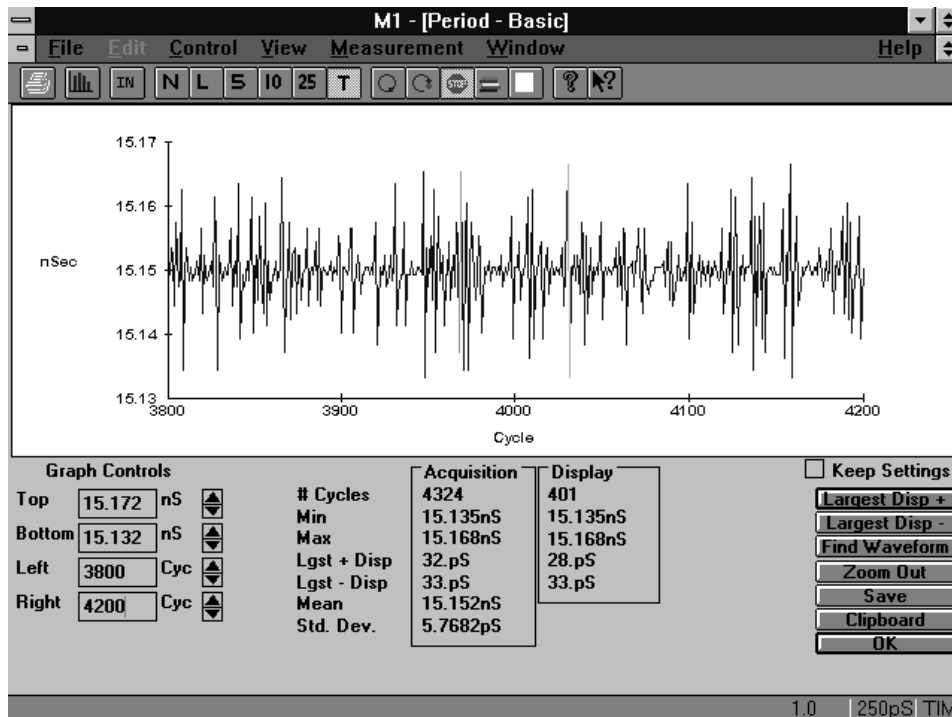 M1 - [Period - Basic]
File Edit Control View Measurement Window Help
IN N L 5 10 25 T STOP ? ?
15.17
15.16
nSec
15.15
15.14
15.13
3800 3900 4000 4100 4200
Cycle
Graph Controls
Top 15.172 nS
Bottom 15.132 nS
Left 3800 Cyc
Right 4200 Cyc
Acquisition Display
# Cycles 4324 401
Min 15.135nS 15.135nS
Max 15.168nS 15.168nS
Lgst + Disp 32.pS 28.pS
Lgst - Disp 33.pS 33.pS
Mean 15.152nS
Std. Dev. 5.7682pS
Keep Settings
Largest Disp +
Largest Disp -
Find Waveform
Zoom Out
Save
Clipboard
OK
1.0 250pS TIM